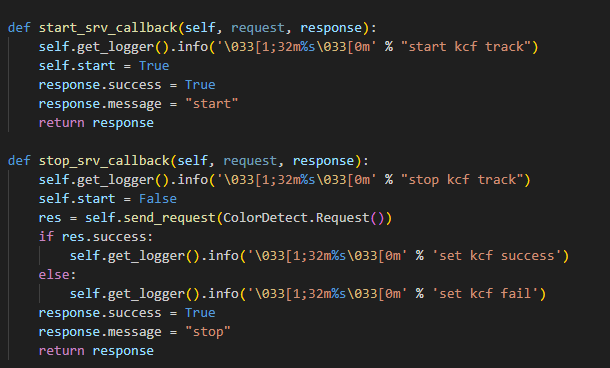 def start_srv_callback(self, request, response):
    self.get_logger().info('\033[1;32m%s\033[0m' % "start kcf track")
    self.start = True
    response.success = True
    response.message = "start"
    return response

def stop_srv_callback(self, request, response):
    self.get_logger().info('\033[1;32m%s\033[0m' % "stop kcf track")
    self.start = False
    res = self.send_request(ColorDetect.Request())
    if res.success:
        self.get_logger().info('\033[1;32m%s\033[0m' % 'set kcf success')
    else:
        self.get_logger().info('\033[1;32m%s\033[0m' % 'set kcf fail')
    response.success = True
    response.message = "stop"
    return response